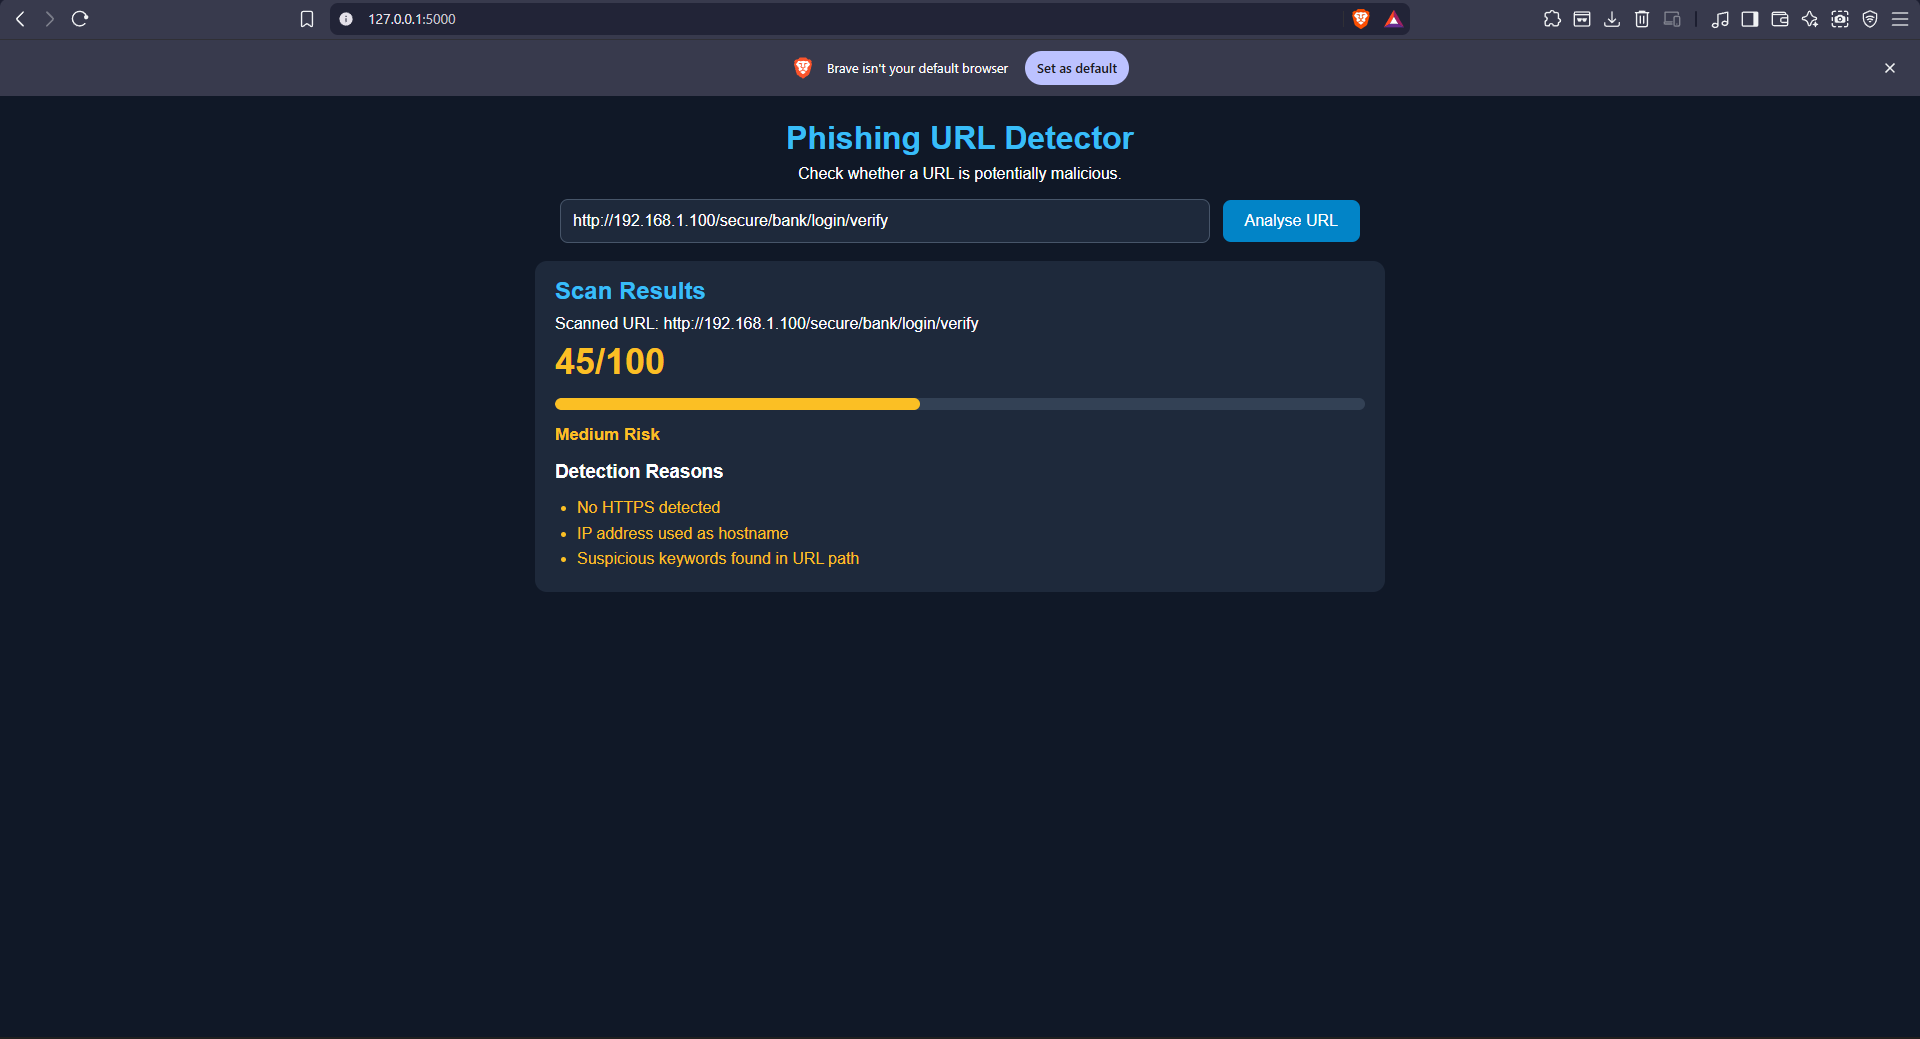 127.0.0.1:5000
Brave isn't your default browser
Set as default
Phishing URL Detector
Check whether a URL is potentially malicious.
http://192.168.1.100/secure/bank/login/verify
Analyse URL
Scan Results
Scanned URL: http://192.168.1.100/secure/bank/login/verify
45/100
Medium Risk
Detection Reasons
No HTTPS detected
IP address used as hostname
Suspicious keywords found in URL path